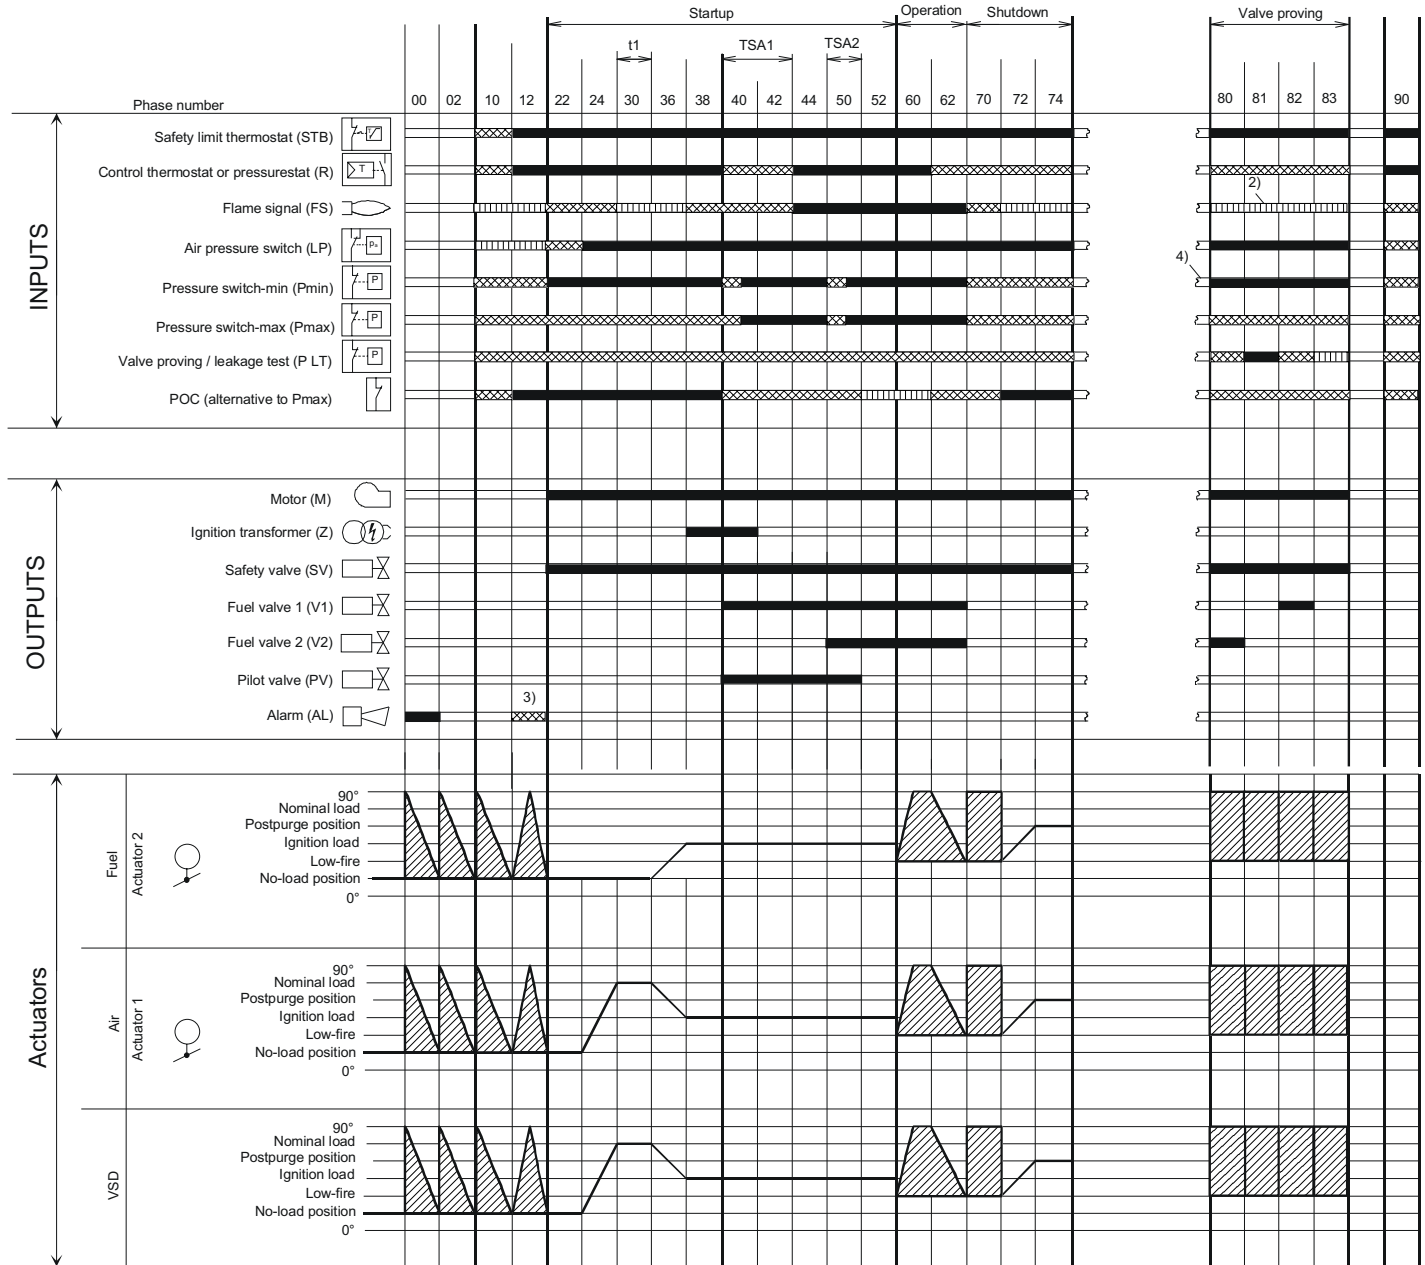 Startup Operation Shutdown Valve proving
t1 TSA1 TSA2
Phase number 00 02 10 12 22 24 30 36 38 40 42 44 50 52 60 62 70 72 74 80 81 82 83 90
INPUTS
Safety limit thermostat (STB)
Control thermostat or pressurestat (R) T
2)
Flame signal (FS)
Air pressure switch (LP) Pa
4)
Pressure switch-min (Pmin) P
Pressure switch-max (Pmax) P
Valve proving / leakage test (P LT) P
POC (alternative to Pmax)
OUTPUTS
Motor (M)
Ignition transformer (Z)
Safety valve (SV)
Fuel valve 1 (V1)
Fuel valve 2 (V2)
Pilot valve (PV)
3)
Alarm (AL)
Actuators
Fuel
Actuator 2
90°
Nominal load
Postpurge position
Ignition load
Low-fire
No-load position
0°
Air
Actuator 1
90°
Nominal load
Postpurge position
Ignition load
Low-fire
No-load position
0°
VSD
90°
Nominal load
Postpurge position
Ignition load
Low-fire
No-load position
0°